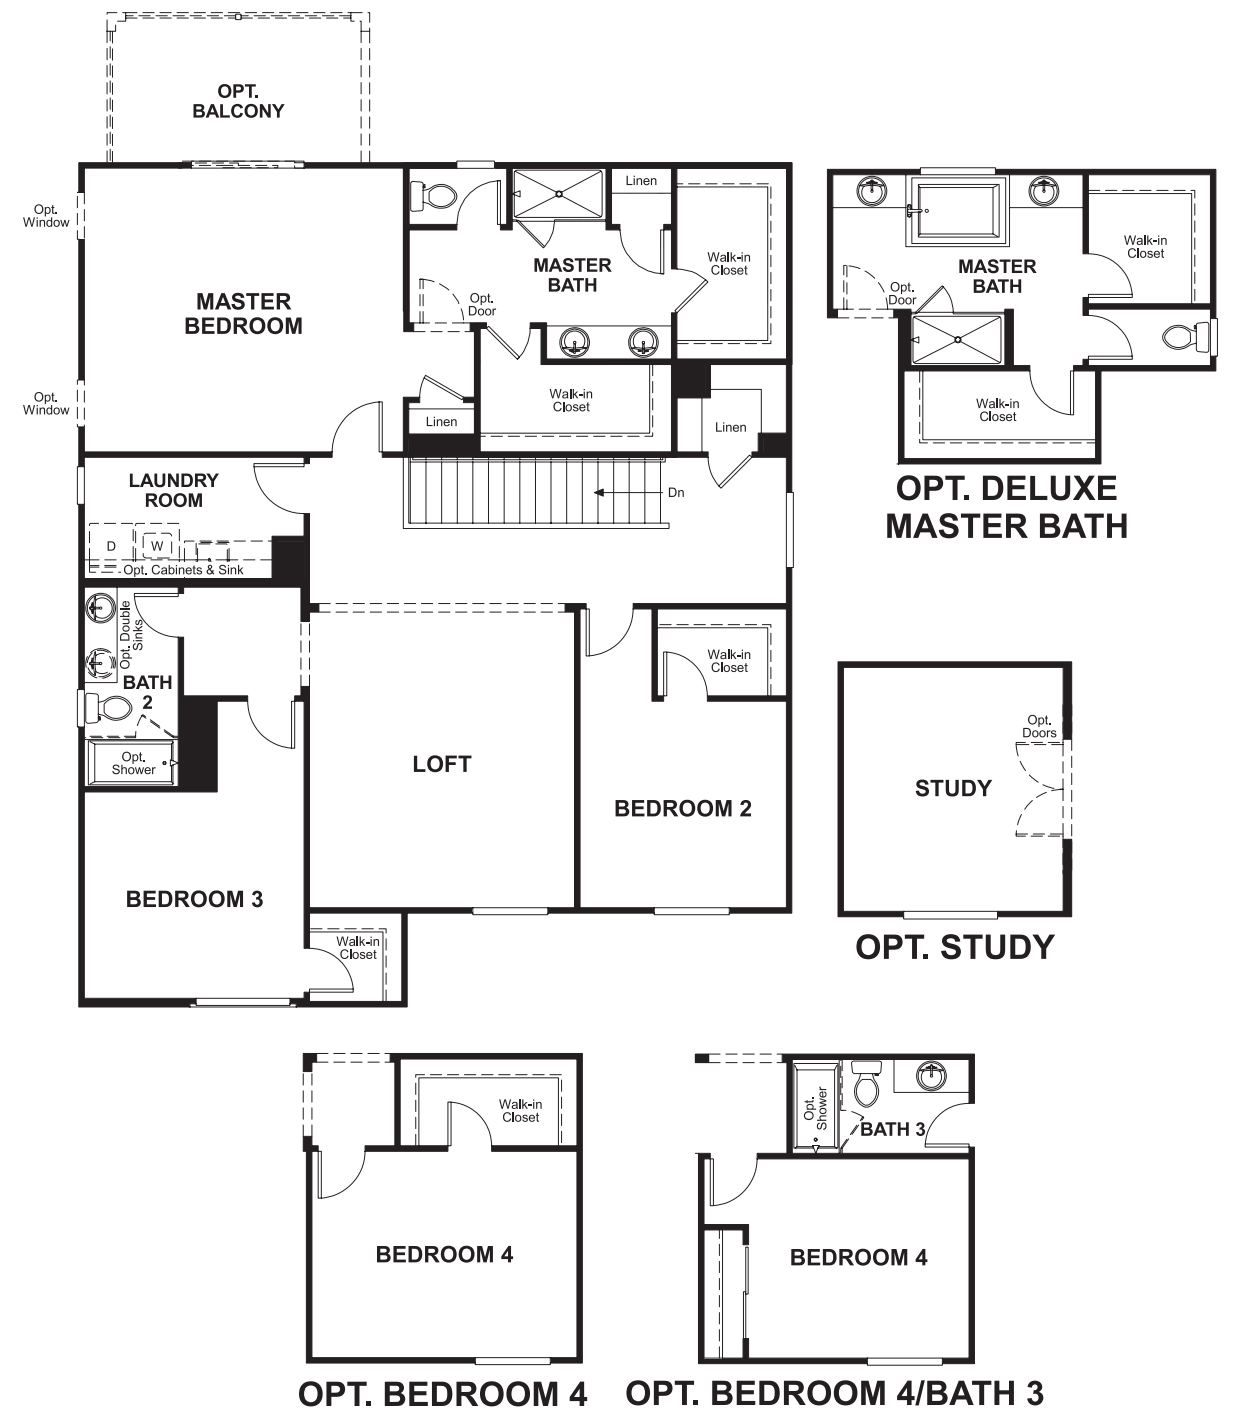 OPT.
BALCONY
Opt.
Window
MASTER
BEDROOM
Opt.
Window
Linen
MASTER
BATH
Opt.
Door
Walk-in
Closet
Walk-in
Closet
Linen
Linen
LAUNDRY
ROOM
D
W
Opt. Cabinets & Sink
Dn
Opt. Double
Sinks
BATH
2
Opt.
Shower
Walk-in
Closet
LOFT
BEDROOM 2
BEDROOM 3
Walk-in
Closet
MASTER
BATH
Opt.
Door
Walk-in
Closet
Walk-in
Closet
OPT. DELUXE
MASTER BATH
Opt.
Doors
STUDY
OPT. STUDY
Walk-in
Closet
BEDROOM 4
OPT. BEDROOM 4
Opt.
Shower
BATH 3
BEDROOM 4
OPT. BEDROOM 4/BATH 3